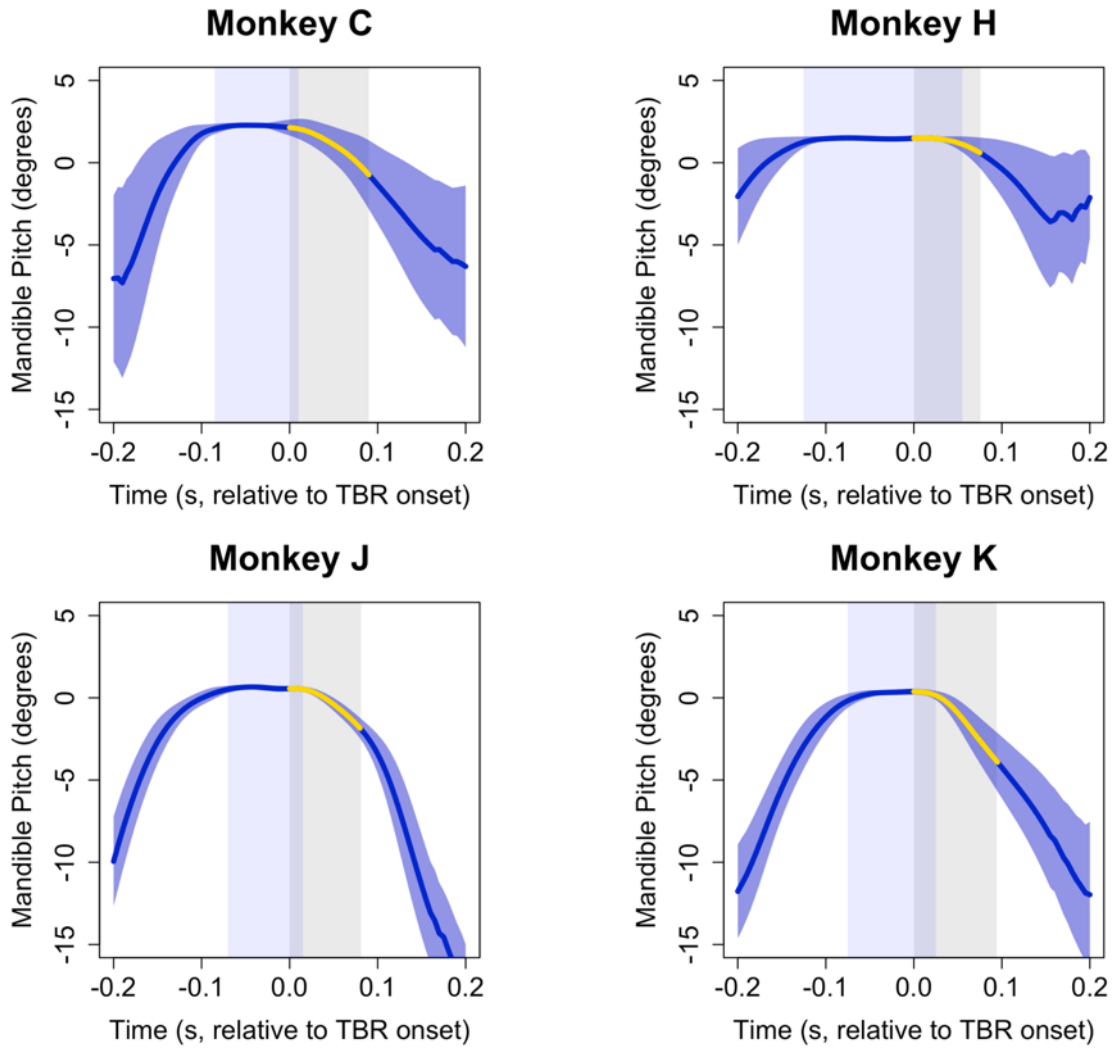 Monkey C
Mandible Pitch (degrees)
5
0
-5
-10
-15
-0.2 -0.1 0.0 0.1 0.2
Time (s, relative to TBR onset)
Monkey H
Mandible Pitch (degrees)
5
0
-5
-10
-15
-0.2 -0.1 0.0 0.1 0.2
Time (s, relative to TBR onset)
Monkey J
Mandible Pitch (degrees)
5
0
-5
-10
-15
-0.2 -0.1 0.0 0.1 0.2
Time (s, relative to TBR onset)
Monkey K
Mandible Pitch (degrees)
5
0
-5
-10
-15
-0.2 -0.1 0.0 0.1 0.2
Time (s, relative to TBR onset)